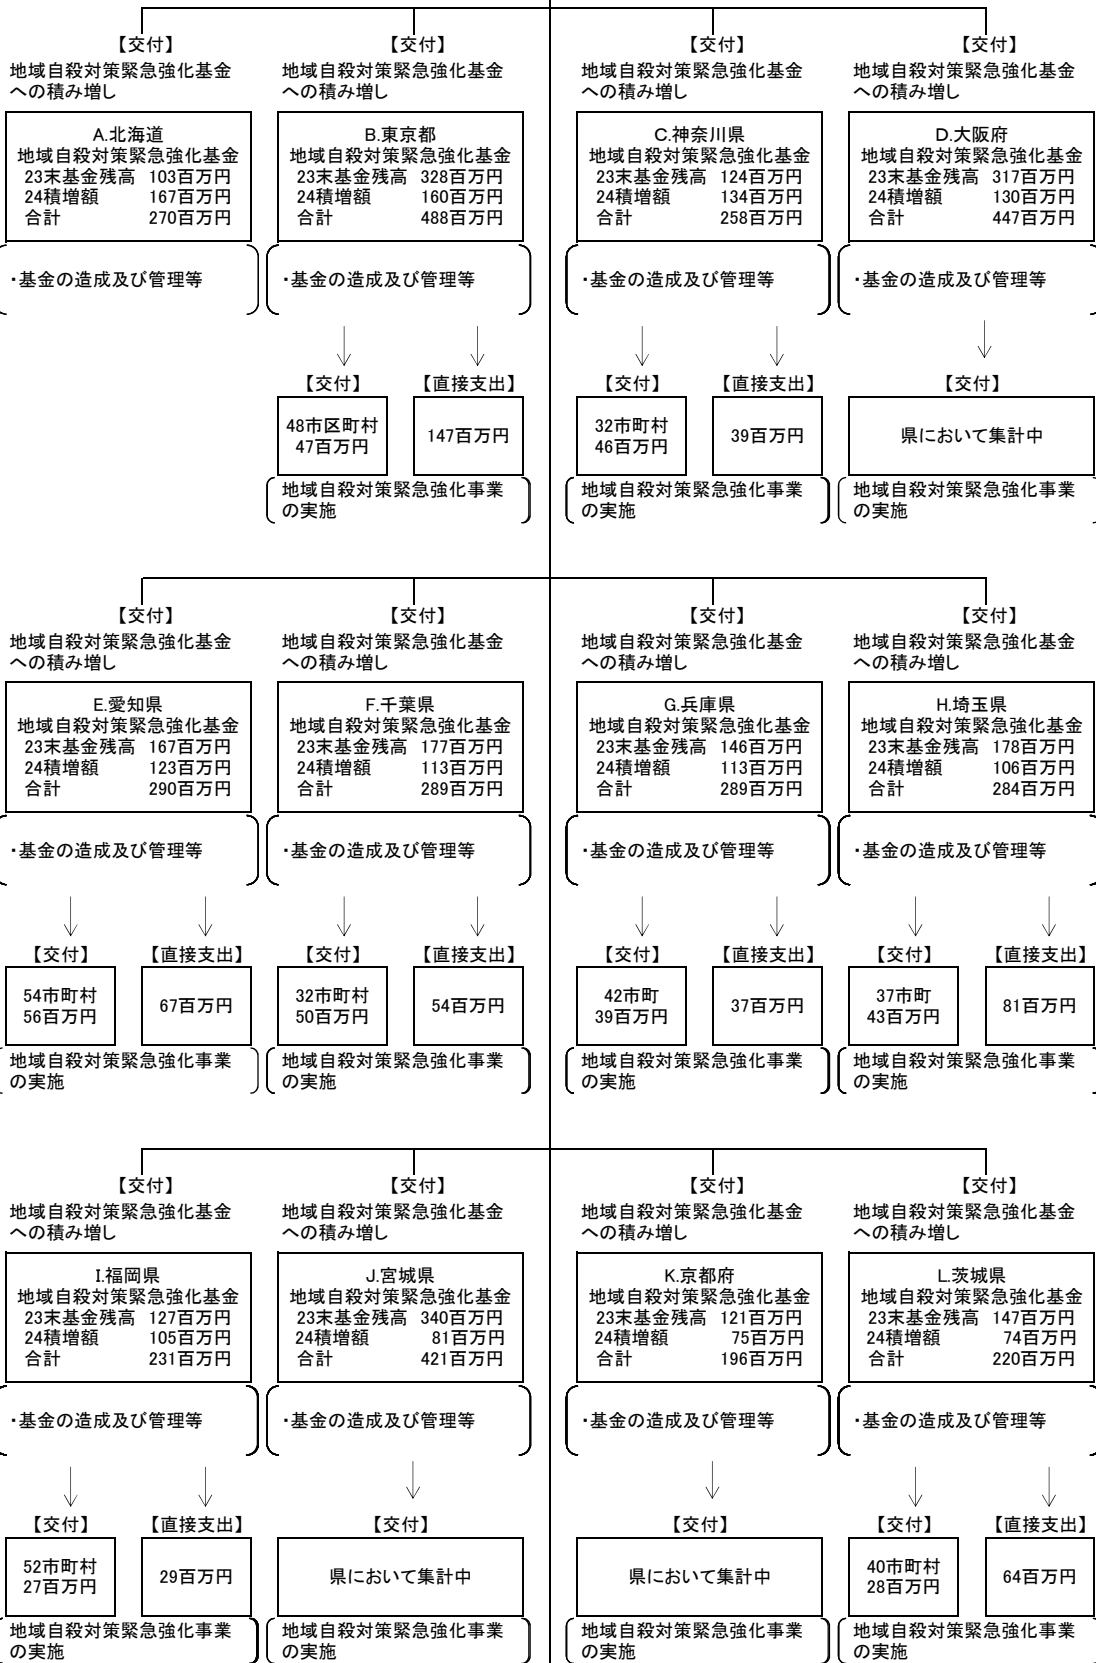 【交付】
地域自殺対策緊急強化基金
への積み増し
A.北海道
地域自殺対策緊急強化基金
23末基金残高 103百万円
24積増額 167百万円
合計 270百万円
・基金の造成及び管理等
【交付】
地域自殺対策緊急強化基金
への積み増し
B.東京都
地域自殺対策緊急強化基金
23末基金残高 328百万円
24積増額 160百万円
合計 488百万円
・基金の造成及び管理等
【交付】
48市区町村
47百万円
【直接支出】
147百万円
地域自殺対策緊急強化事業
の実施
【交付】
地域自殺対策緊急強化基金
への積み増し
C.神奈川県
地域自殺対策緊急強化基金
23末基金残高 124百万円
24積増額 134百万円
合計 258百万円
・基金の造成及び管理等
【交付】
32市町村
46百万円
【直接支出】
39百万円
地域自殺対策緊急強化事業
の実施
【交付】
地域自殺対策緊急強化基金
への積み増し
D.大阪府
地域自殺対策緊急強化基金
23末基金残高 317百万円
24積増額 130百万円
合計 447百万円
・基金の造成及び管理等
【交付】
県において集計中
地域自殺対策緊急強化事業
の実施
【交付】
地域自殺対策緊急強化基金
への積み増し
E.愛知県
地域自殺対策緊急強化基金
23末基金残高 167百万円
24積増額 123百万円
合計 290百万円
・基金の造成及び管理等
【交付】
54市町村
56百万円
【直接支出】
67百万円
地域自殺対策緊急強化事業
の実施
【交付】
地域自殺対策緊急強化基金
への積み増し
F.千葉県
地域自殺対策緊急強化基金
23末基金残高 177百万円
24積増額 113百万円
合計 289百万円
・基金の造成及び管理等
【交付】
32市町村
50百万円
【直接支出】
54百万円
地域自殺対策緊急強化事業
の実施
【交付】
地域自殺対策緊急強化基金
への積み増し
G.兵庫県
地域自殺対策緊急強化基金
23末基金残高 146百万円
24積増額 113百万円
合計 289百万円
・基金の造成及び管理等
【交付】
42市町
39百万円
【直接支出】
37百万円
地域自殺対策緊急強化事業
の実施
【交付】
地域自殺対策緊急強化基金
への積み増し
H.埼玉県
地域自殺対策緊急強化基金
23末基金残高 178百万円
24積増額 106百万円
合計 284百万円
・基金の造成及び管理等
【交付】
37市町
43百万円
【直接支出】
81百万円
地域自殺対策緊急強化事業
の実施
【交付】
地域自殺対策緊急強化基金
への積み増し
I.福岡県
地域自殺対策緊急強化基金
23末基金残高 127百万円
24積増額 105百万円
合計 231百万円
・基金の造成及び管理等
【交付】
52市町村
27百万円
【直接支出】
29百万円
地域自殺対策緊急強化事業
の実施
【交付】
地域自殺対策緊急強化基金
への積み増し
J.宮城県
地域自殺対策緊急強化基金
23末基金残高 340百万円
24積増額 81百万円
合計 421百万円
・基金の造成及び管理等
【交付】
県において集計中
地域自殺対策緊急強化事業
の実施
【交付】
地域自殺対策緊急強化基金
への積み増し
K.京都府
地域自殺対策緊急強化基金
23末基金残高 121百万円
24積増額 75百万円
合計 196百万円
・基金の造成及び管理等
【交付】
県において集計中
地域自殺対策緊急強化事業
の実施
【交付】
地域自殺対策緊急強化基金
への積み増し
L.茨城県
地域自殺対策緊急強化基金
23末基金残高 147百万円
24積増額 74百万円
合計 220百万円
・基金の造成及び管理等
【交付】
40市町村
28百万円
【直接支出】
64百万円
地域自殺対策緊急強化事業
の実施